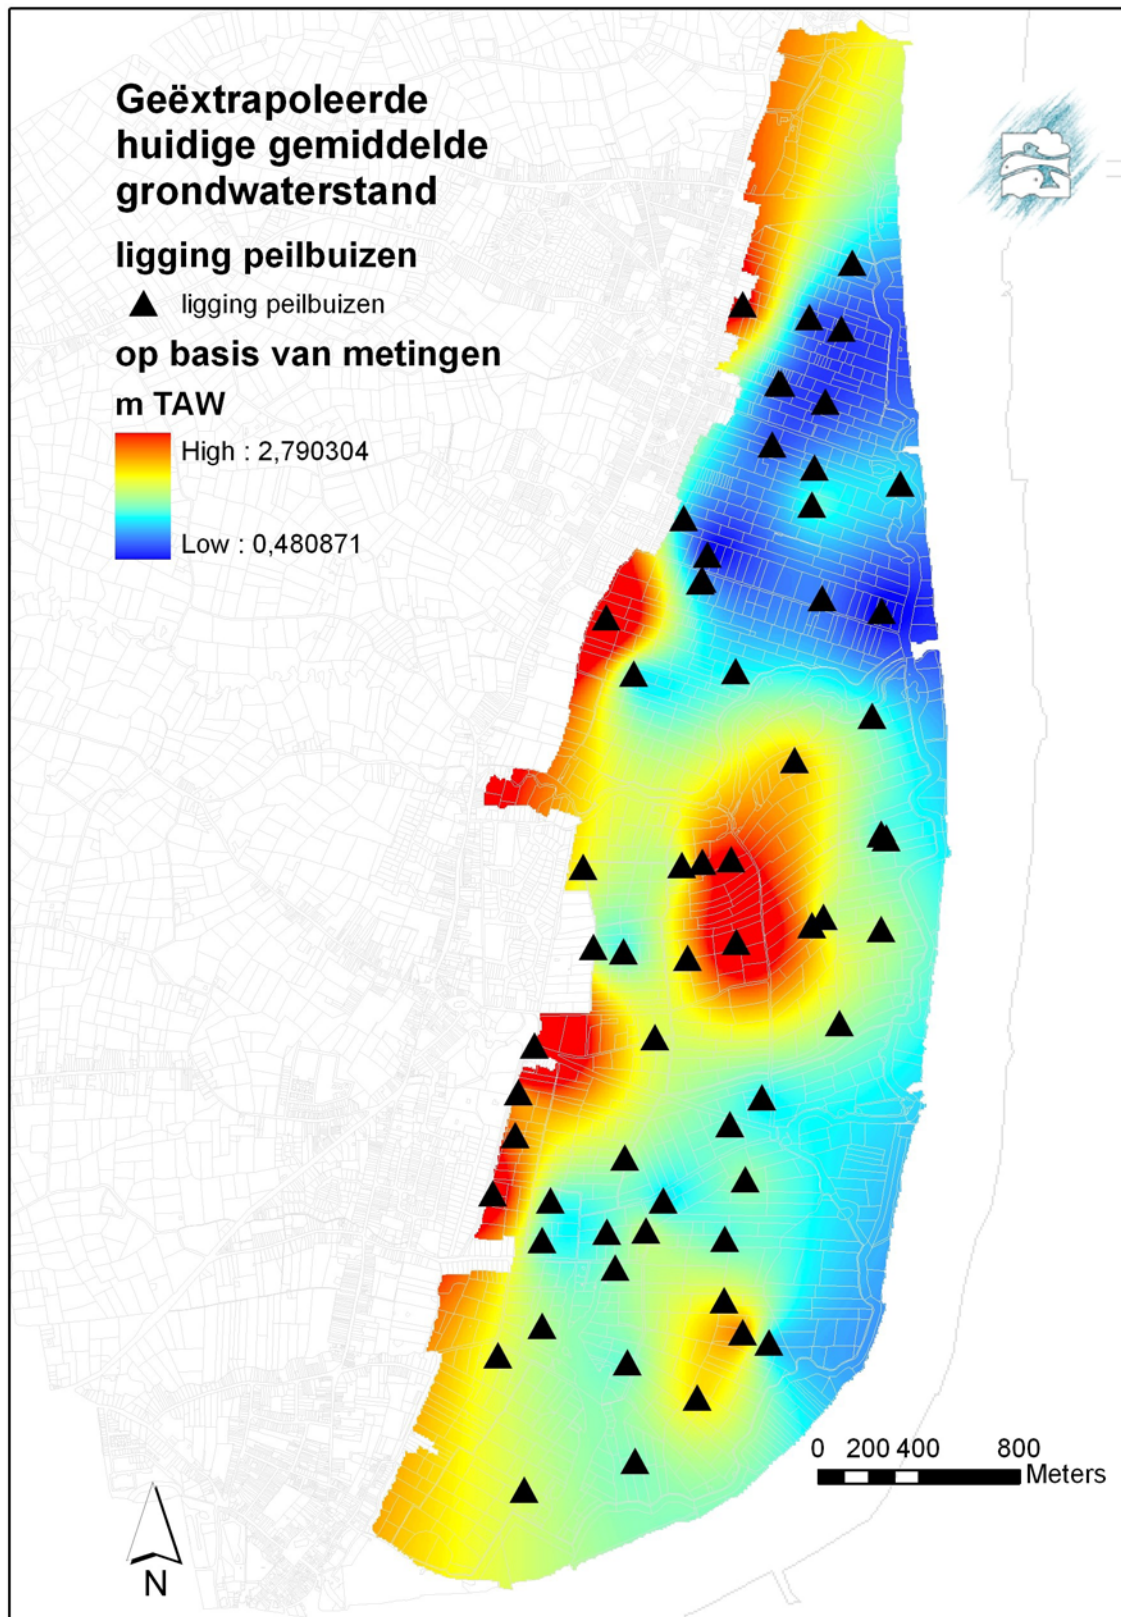 Geëxtrapoleerde
huidige gemiddelde
grondwaterstand
ligging peilbuizen
ligging peilbuizen
op basis van metingen
m TAW
High : 2,790304
Low : 0,480871
0 200 400 800
Meters
N